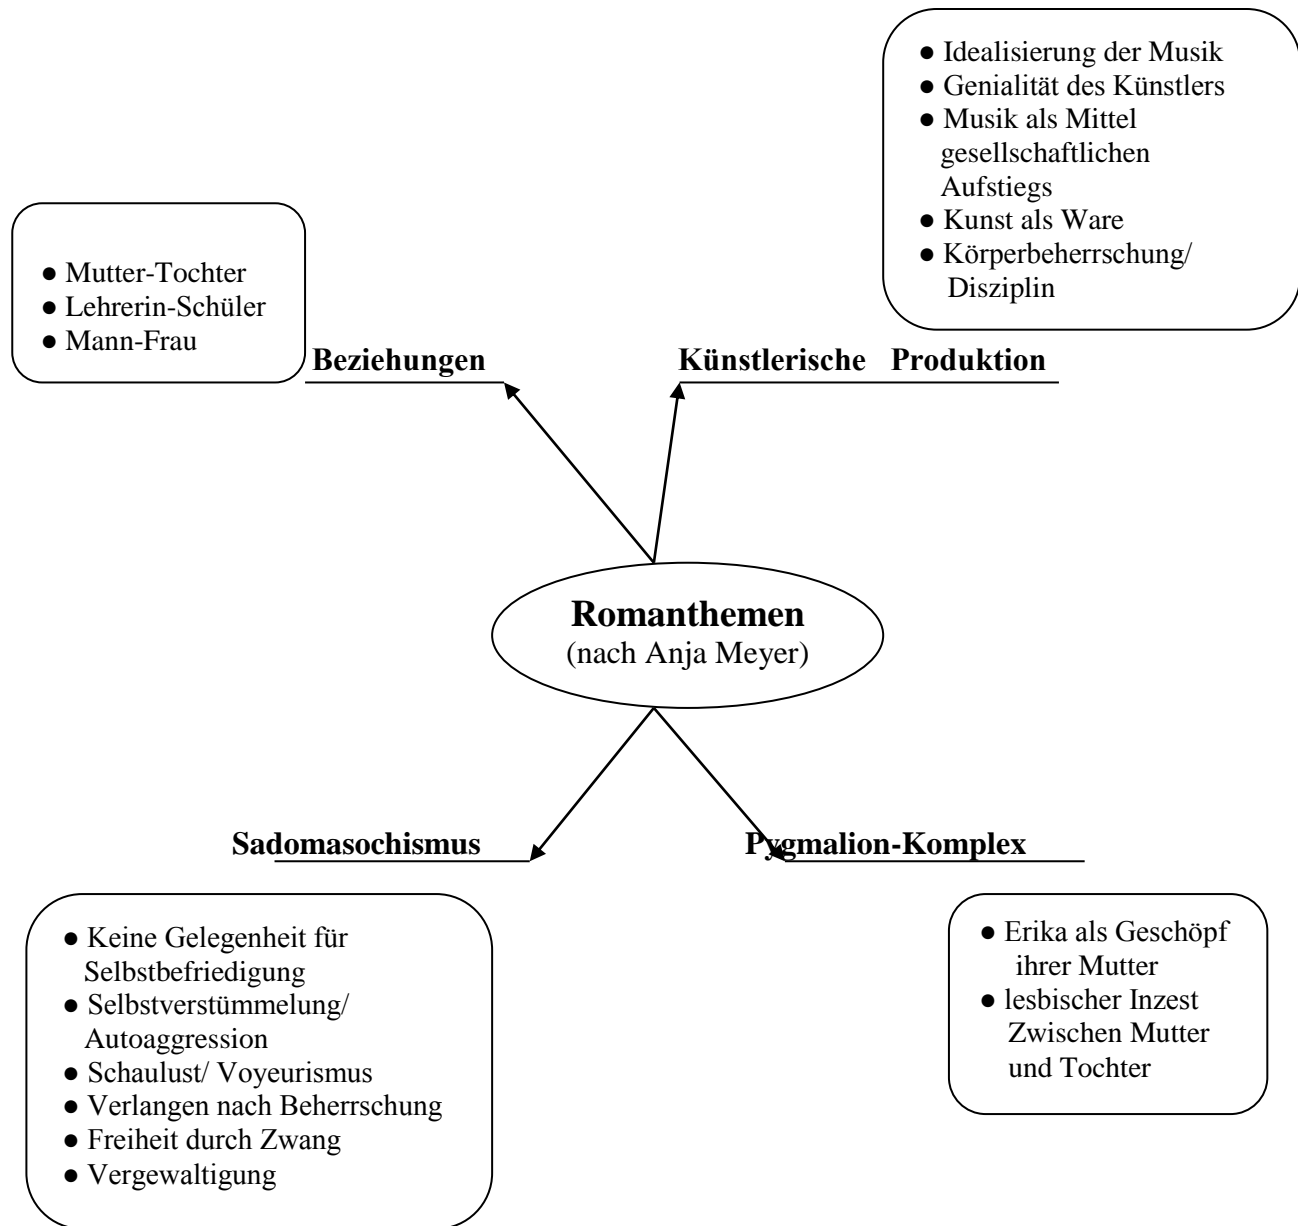 ● Idealisierung der Musik
● Genialität des Künstlers
● Musik als Mittel
gesellschaftlichen
Aufstiegs
● Kunst als Ware
● Körperbeherrschung/
Disziplin
● Mutter-Tochter
● Lehrerin-Schüler
● Mann-Frau
Beziehungen
Künstlerische Produktion
Romanthemen
(nach Anja Meyer)
Sadomasochismus
Pygmalion-Komplex
● Keine Gelegenheit für
Selbstbefriedigung
● Selbstverstümmelung/
Autoaggression
● Schaulust/ Voyeurismus
● Verlangen nach Beherrschung
● Freiheit durch Zwang
● Vergewaltigung
● Erika als Geschöpf
ihrer Mutter
● lesbischer Inzest
Zwischen Mutter
und Tochter